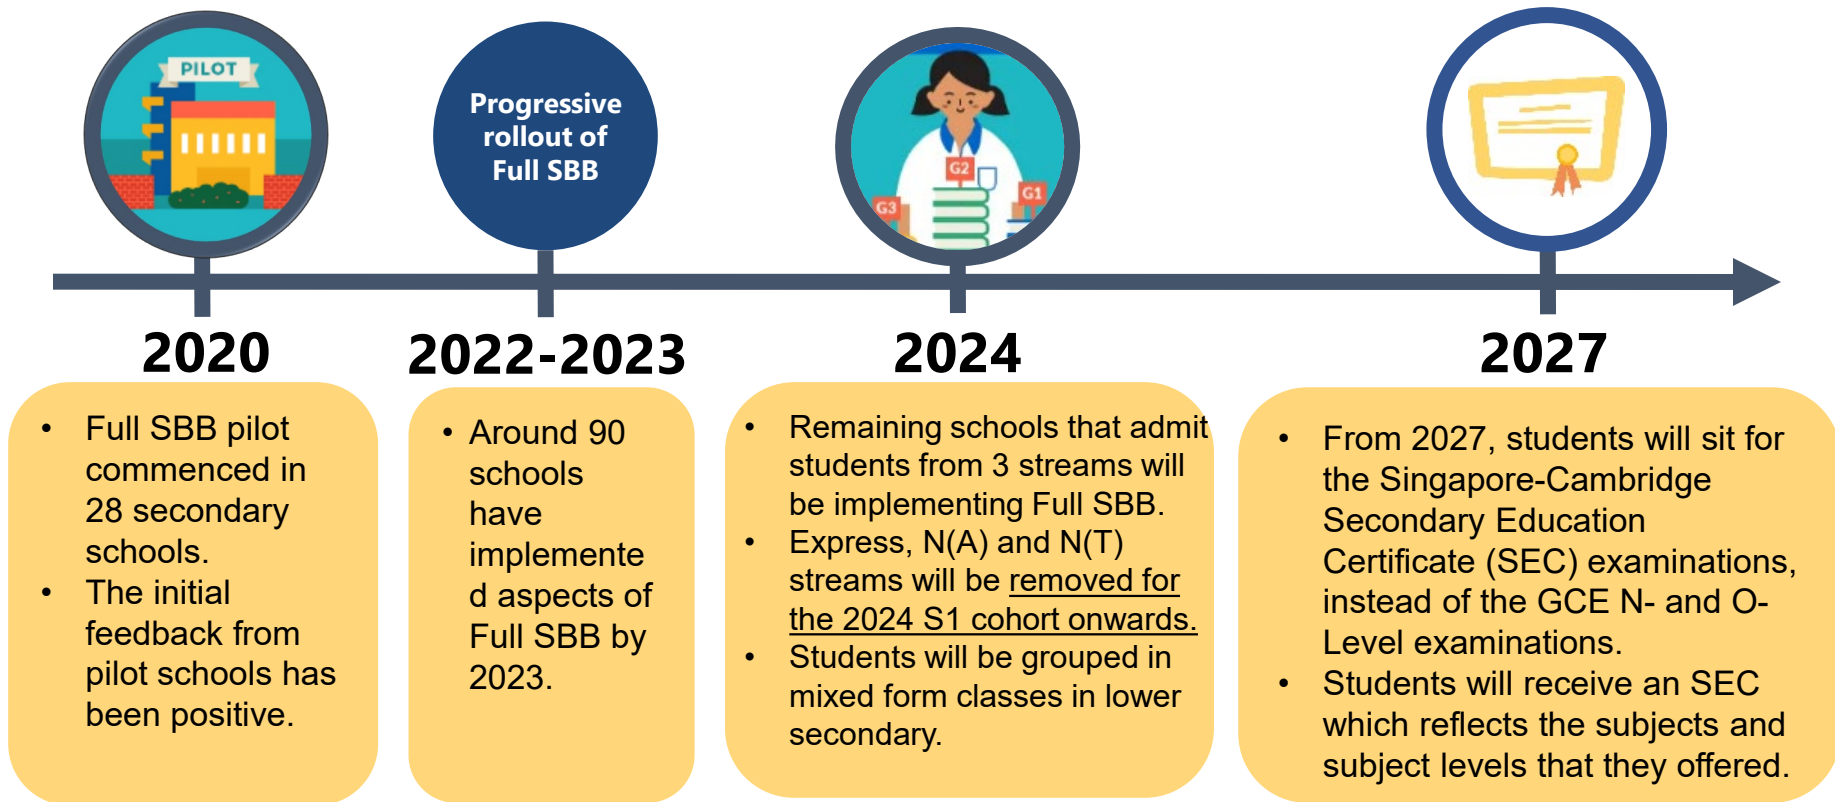 PILOT
Progressive
rollout of
Full SBB
G2
G1
G3
2020
2022-2023
2024
2027
• Full SBB pilot
commenced in
28 secondary
schools.
• The initial
feedback from
pilot schools has
been positive.
• Around 90
schools
have
implemente
d aspects of
Full SBB by
2023.
• Remaining schools that admit
students from 3 streams will
be implementing Full SBB.
• Express, N(A) and N(T)
streams will be removed for
the 2024 S1 cohort onwards.
• Students will be grouped in
mixed form classes in lower
secondary.
• From 2027, students will sit for
the Singapore-Cambridge
Secondary Education
Certificate (SEC) examinations,
instead of the GCE N- and O-
Level examinations.
• Students will receive an SEC
which reflects the subjects and
subject levels that they offered.